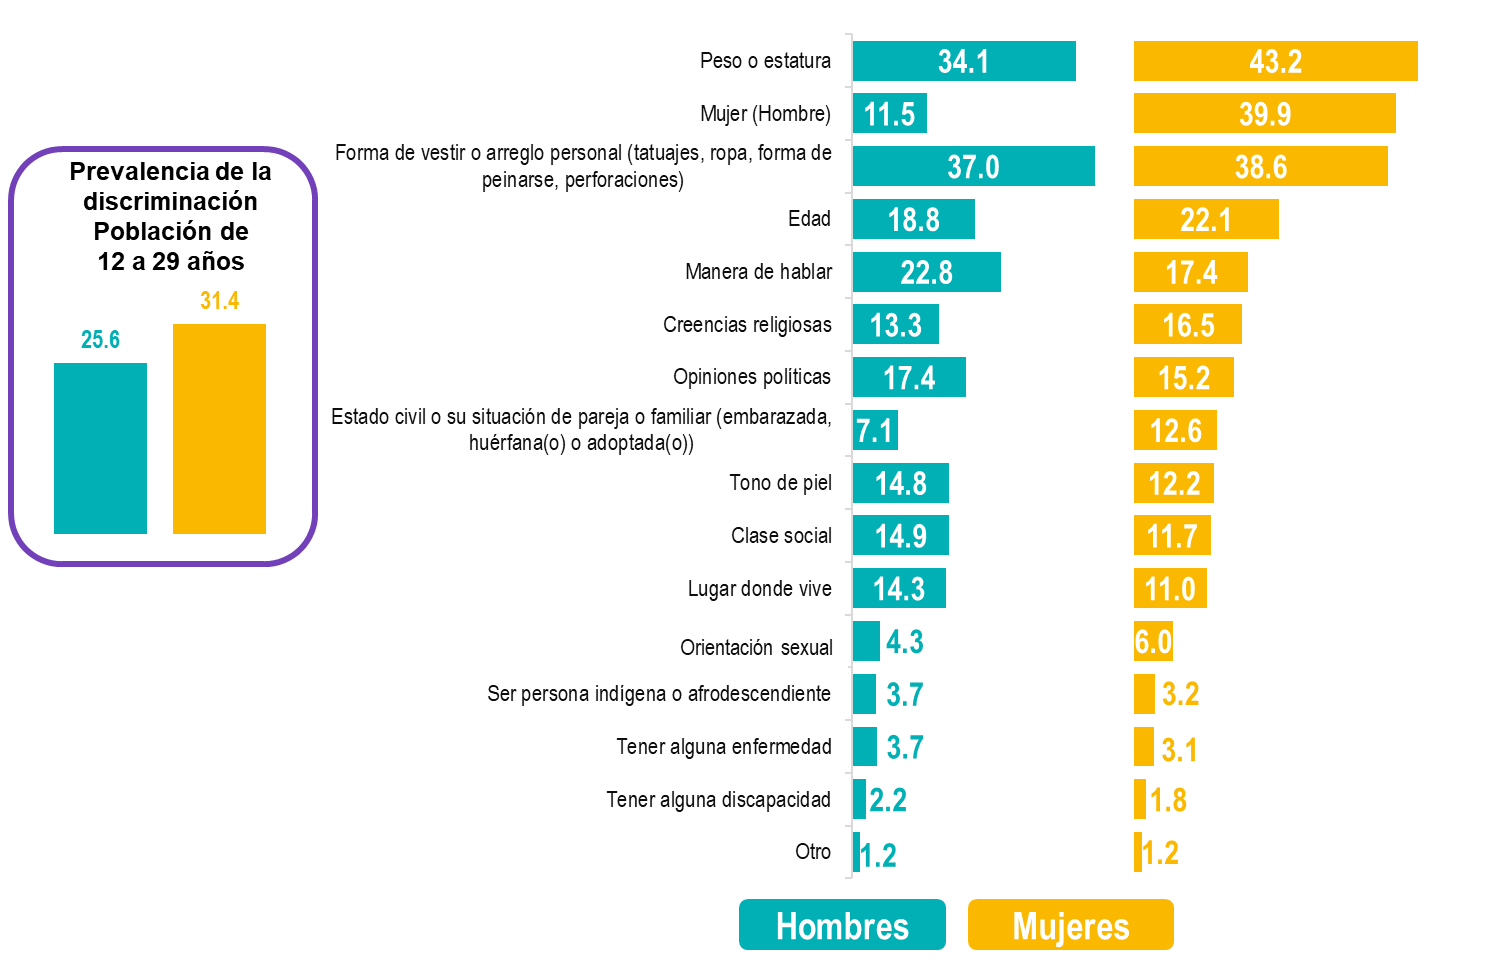 Prevalencia de la
discriminación
Población de
12 a 29 años
25.6
31.4
Peso o estatura
34.1
43.2
Mujer (Hombre)
11.5
39.9
Forma de vestir o arreglo personal (tatuajes, ropa, forma de
peinarse, perforaciones)
37.0
38.6
Edad
18.8
22.1
Manera de hablar
22.8
17.4
Creencias religiosas
13.3
16.5
Opiniones políticas
17.4
15.2
Estado civil o su situación de pareja o familiar (embarazada,
huérfana(o) o adoptada(o))
7.1
12.6
Tono de piel
14.8
12.2
Clase social
14.9
11.7
Lugar donde vive
14.3
11.0
Orientación sexual
4.3
6.0
Ser persona indígena o afrodescendiente
3.7
3.2
Tener alguna enfermedad
3.7
3.1
Tener alguna discapacidad
2.2
1.8
Otro
1.2
1.2
Hombres
Mujeres